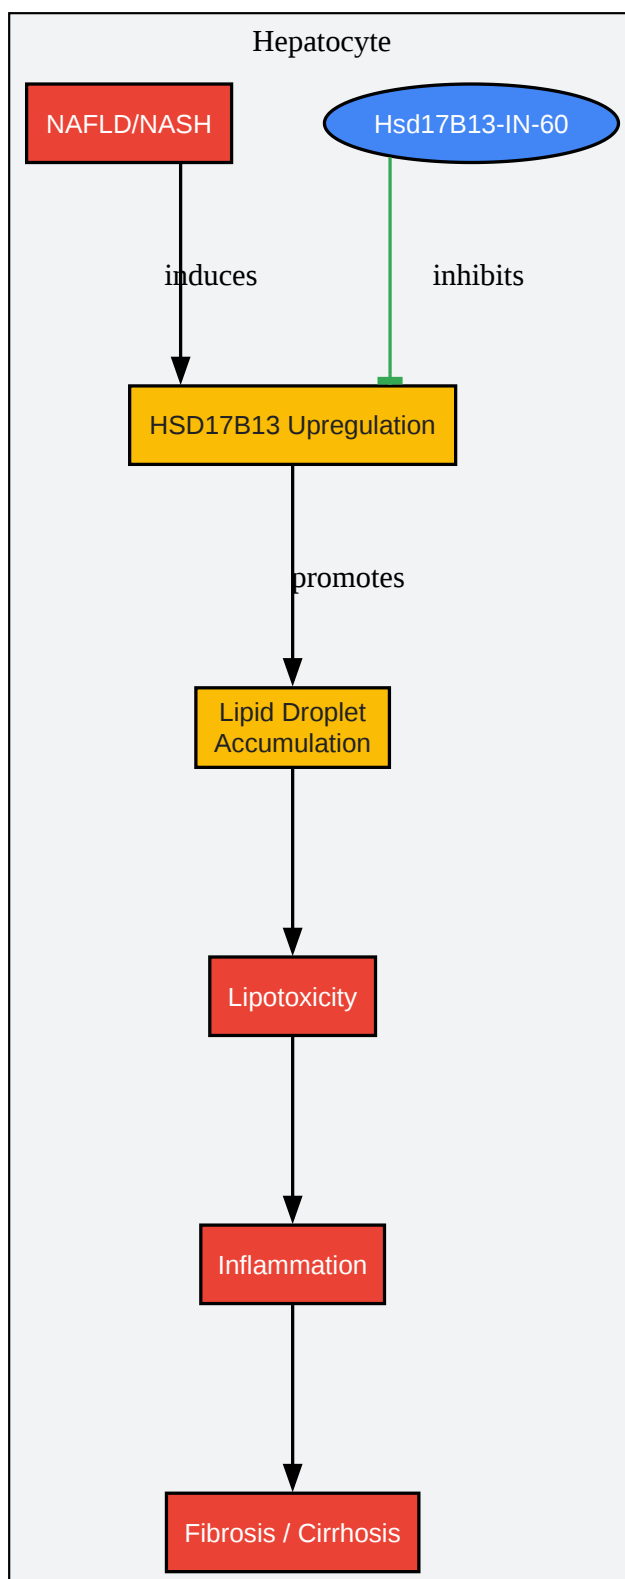 Hepatocyte
NAFLD/NASH
Hsd17B13-IN-60
induces
inhibits
HSD17B13 Upregulation
promotes
Lipid Droplet
Accumulation
Lipotoxicity
Inflammation
Fibrosis / Cirrhosis